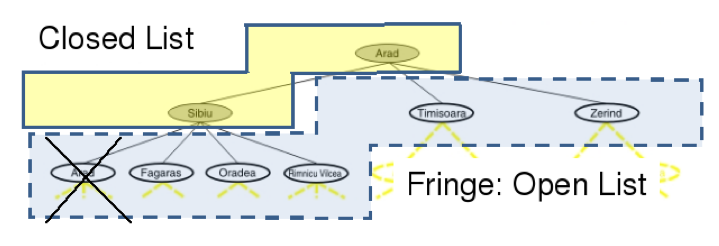 Closed List
Arad
Sibiu
Timisoara
Zerind
Arad
Fagaras
Oradea
Rimnicu Vilcea
Fringe: Open List